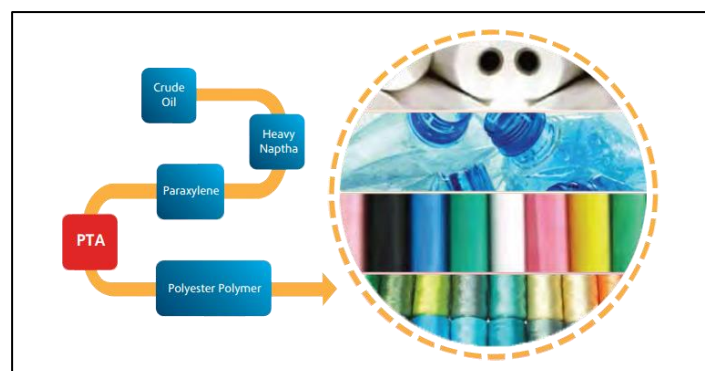 Crude
Oil
Heavy
Naptha
Paraxylene
PTA
Polyester Polymer